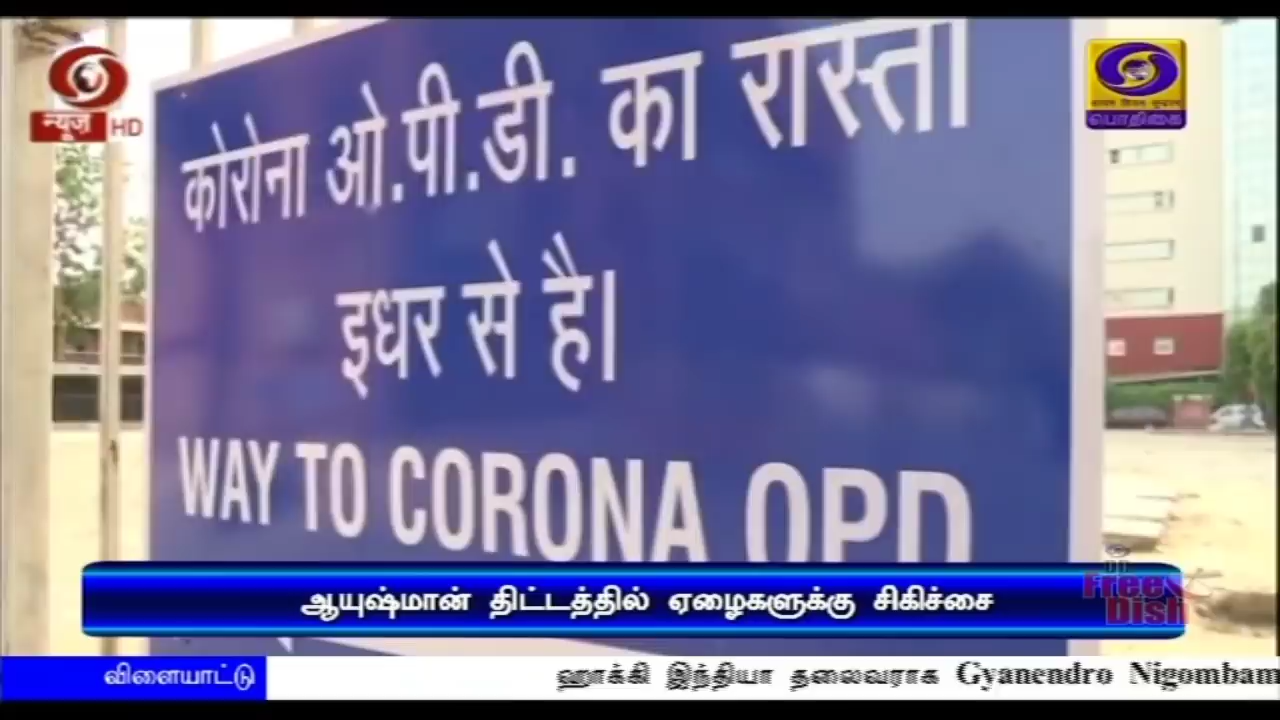 न्यूज़ HD
பொதிகை
कोरोना ओ.पी.डी. का रास्ता
इधर से है।
WAY TO CORONA OPD
ஆயுஷ்மான் திட்டத்தில் ஏழைகளுக்கு சிகிச்சை
Free
Dish
விளையாட்டு
ஹாக்கி இந்தியா தலைவராக Gyanendro Nigombam